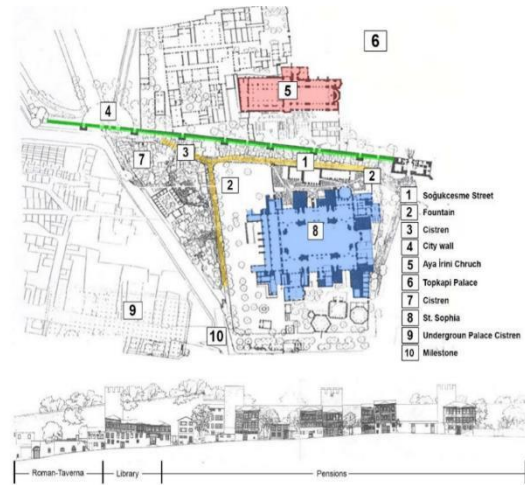 6
5
4
7
3
1
2
2
8
9
10
1 Soğukcesme Street
2 Fountain
3 Cistren
4 City wall
5 Aya İrini Chruch
6 Topkapi Palace
7 Cistren
8 St. Sophia
9 Undergroun Palace Cistren
10 Milestone
Roman-Taverna Library Pensions